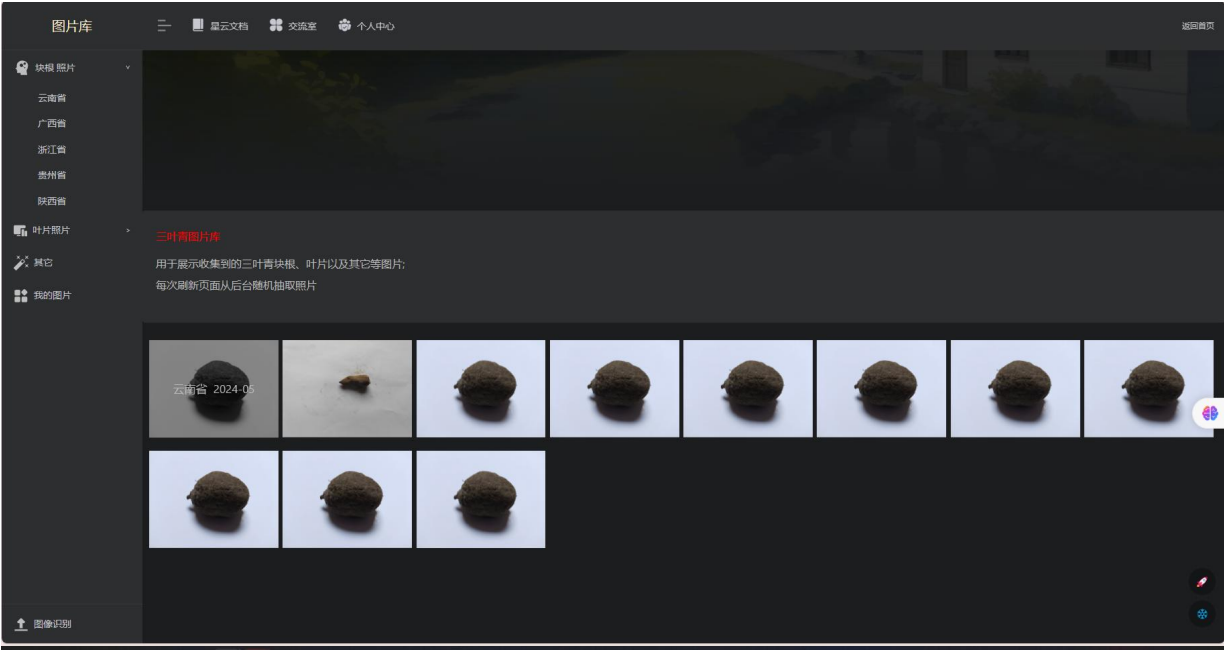 图片库
星云文档 交流室 个人中心 返回首页
块根 照片
云南省
广西省
浙江省
贵州省
陕西省
叶片照片
其它
我的图片
三叶青图片库
用于展示收集到的三叶青块根、叶片以及其它等图片;
每次刷新页面从后台随机抽取照片
云南省 2024-05
图像识别